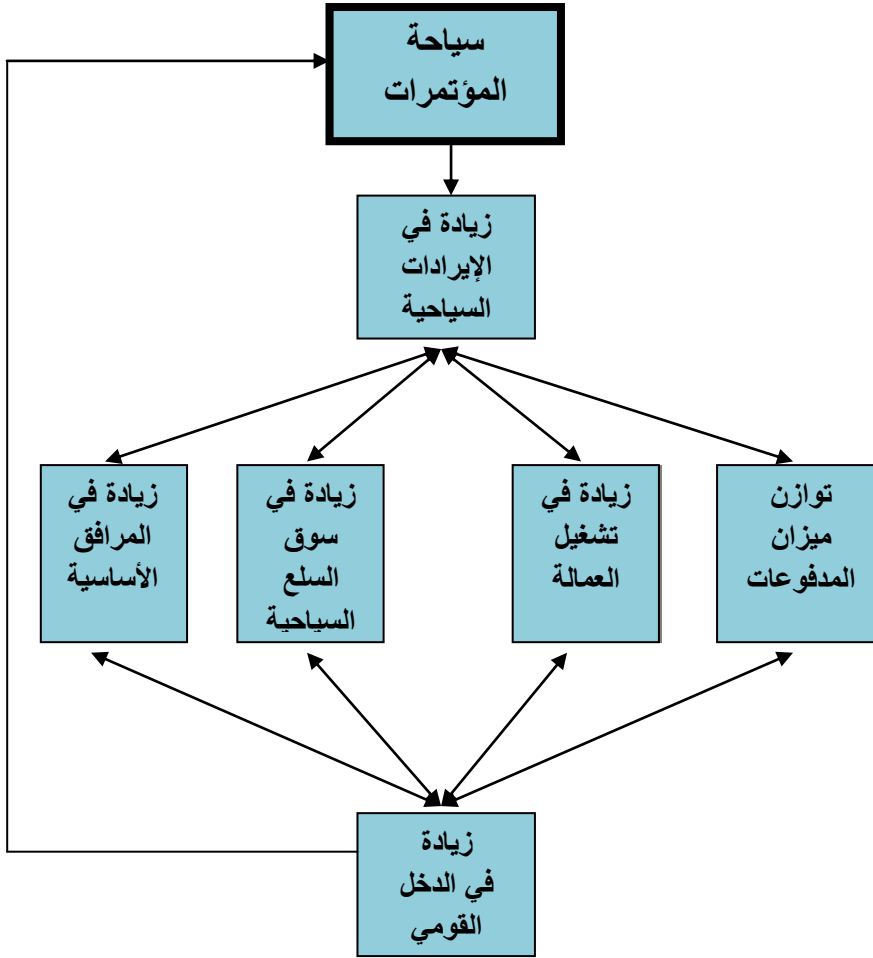 سياحة
المؤتمرات
زيادة في
الإيرادات
السياحية
توازن
ميزان
المدفوعات
زيادة في
تشغيل
العمالة
زيادة في
سوق
السلع
السياحية
زيادة في
المرافق
الأساسية
زيادة
في الدخل
القومي